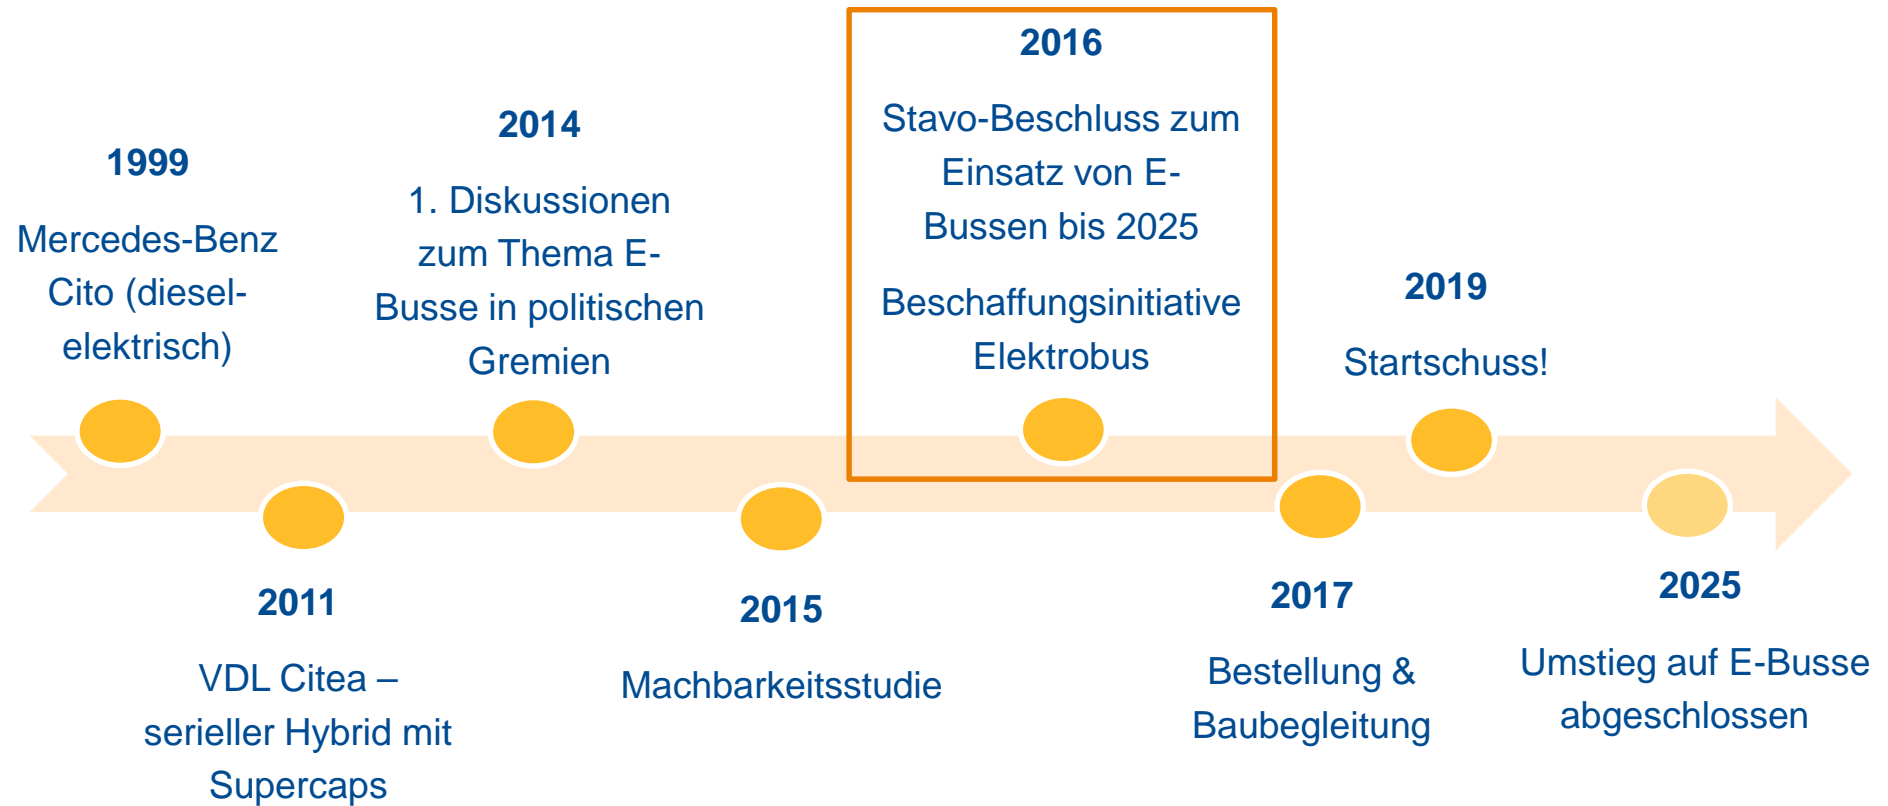 1999
Mercedes-Benz
Cito (diesel-
elektrisch)
2011
VDL Citea –
serieller Hybrid mit
Supercaps
2014
1. Diskussionen
zum Thema E-
Busse in politischen
Gremien
2015
Machbarkeitsstudie
2016
Stavo-Beschluss zum
Einsatz von E-
Bussen bis 2025
Beschaffungsinitiative
Elektrobus
2017
Bestellung &
Baubegleitung
2019
Startschuss!
2025
Umstieg auf E-Busse
abgeschlossen